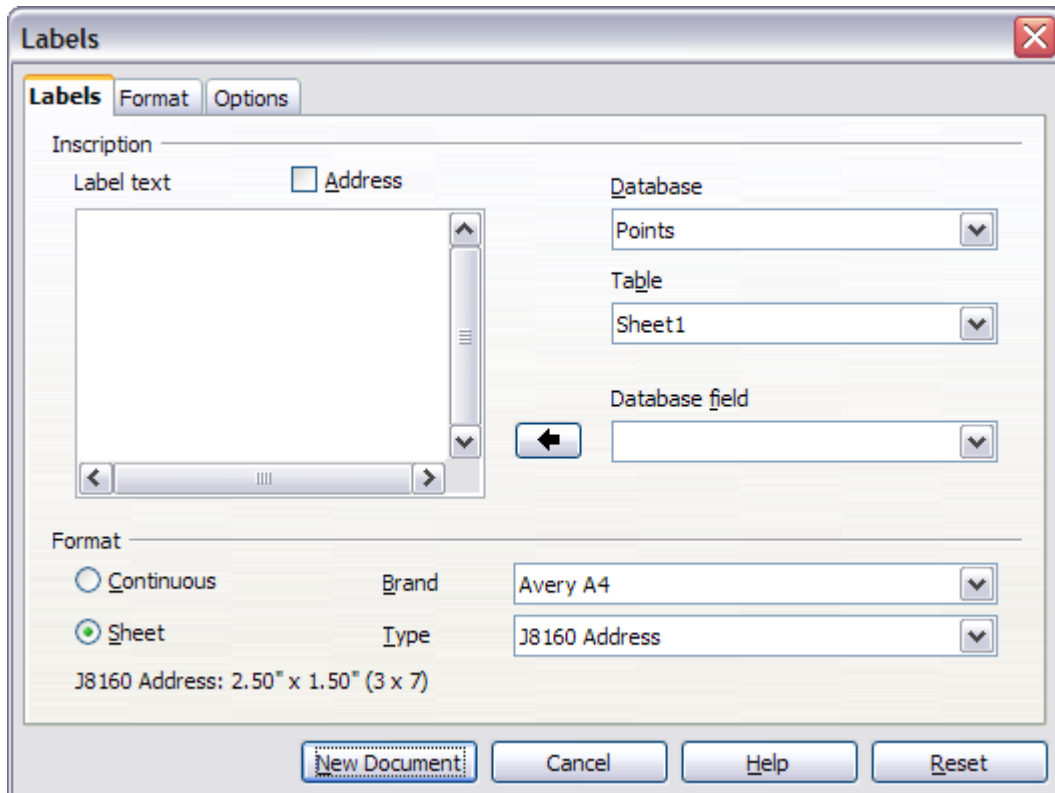 Labels
Labels Format Options
Inscription
Label text Address
Database
Points
Table
Sheet1
Database field
Format
Continuous Brand Avery A4
Sheet Type J8160 Address
J8160 Address: 2.50" x 1.50" (3 x 7)
New Document Cancel Help Reset